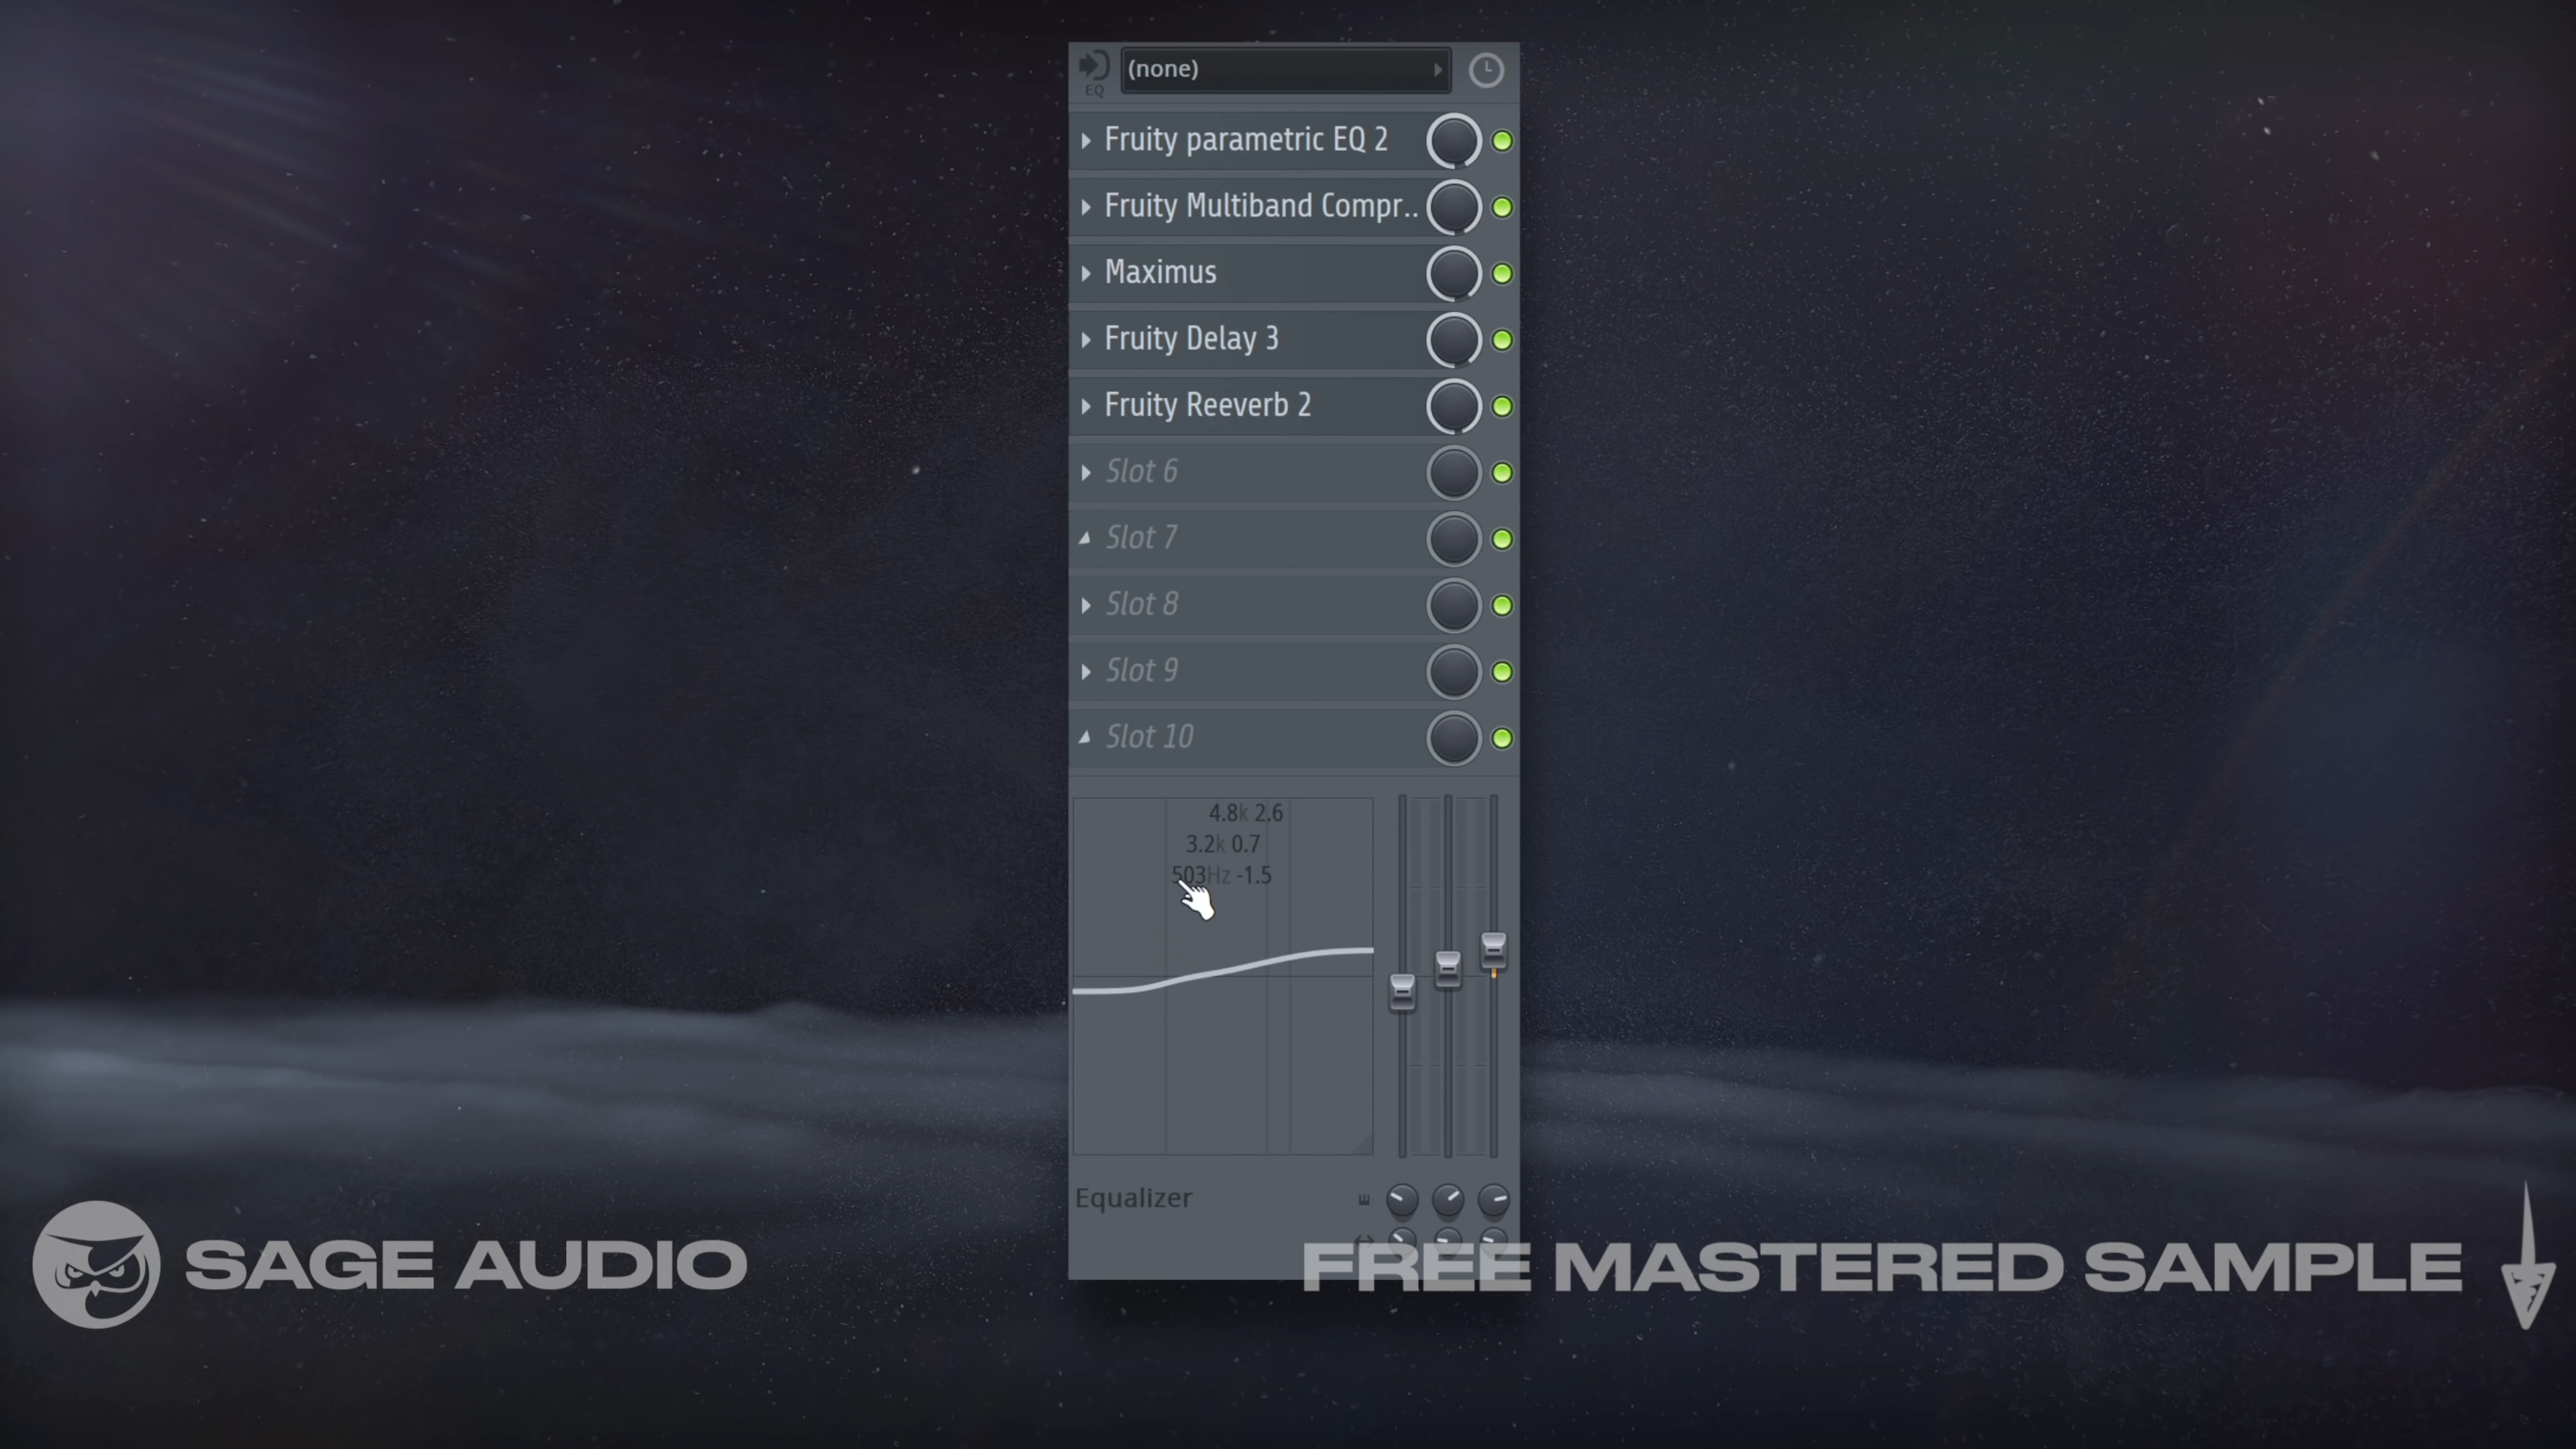 (none)
EQ
Fruity parametric EQ 2
Fruity Multiband Compr..
Maximus
Fruity Delay 3
Fruity Reeverb 2
Slot 6
Slot 7
Slot 8
Slot 9
Slot 10
4.8k 2.6
3.2k 0.7
503Hz -1.5
Equalizer
SAGE AUDIO
FREE MASTERED SAMPLE